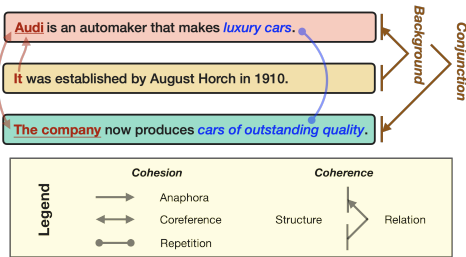 Audi is an automaker that makes luxury cars.
It was established by August Horch in 1910.
The company now produces cars of outstanding quality.
Background
Conjunction
Legend
Cohesion
Anaphora
Coreference
Repetition
Coherence
Structure
Relation